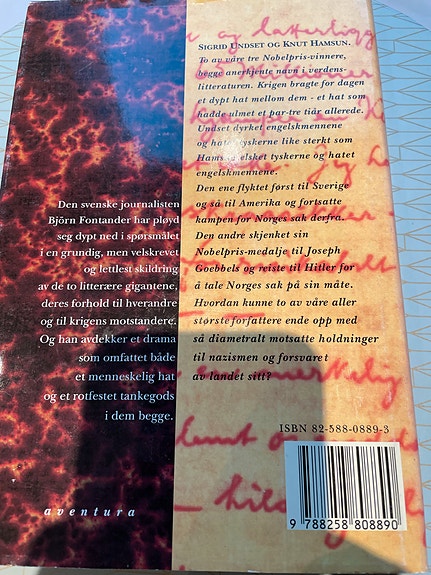 SIGRID UNDSET OG KNUT HAMSUN.
To av våre tre Nobelpris-vinnere,
begge anerkjente navn i verdens-
litteraturen. Krigen bragte for dagen
et dypt hat mellom dem - et hat som
hadde ulmet et par-tre tiår allerede.
Undset dyrket engelskmennene
og hatet tyskerne like sterkt som
Hamsun elsket tyskerne og hatet
engelskmennene.
Den ene flyktet først til Sverige
og så til Amerika og fortsatte
kampen for Norges sak derfra.
Den andre skjenket sin
Nobelpris-medalje til Joseph
Goebbels og reiste til Hitler for
å tale Norges sak på sin måte.
Hvordan kunne to av våre aller
største forfattere ende opp med
så diametralt motsatte holdninger
til nazismen og forsvaret
av landet sitt?
Den svenske journalisten
Björn Fontander har pløyd
seg dypt ned i spørsmålet
i en grundig, men velskrevet
og lettlest skildring
av de to litterære gigantene,
deres forhold til hverandre
og til krigens motstandere.
Og han avdekker et drama
som omfattet både
et menneskelig hat
og et rotfestet tankegods
i dem begge.
aventura
ISBN 82-588-0889-3
9 788258 808890
og latterligg